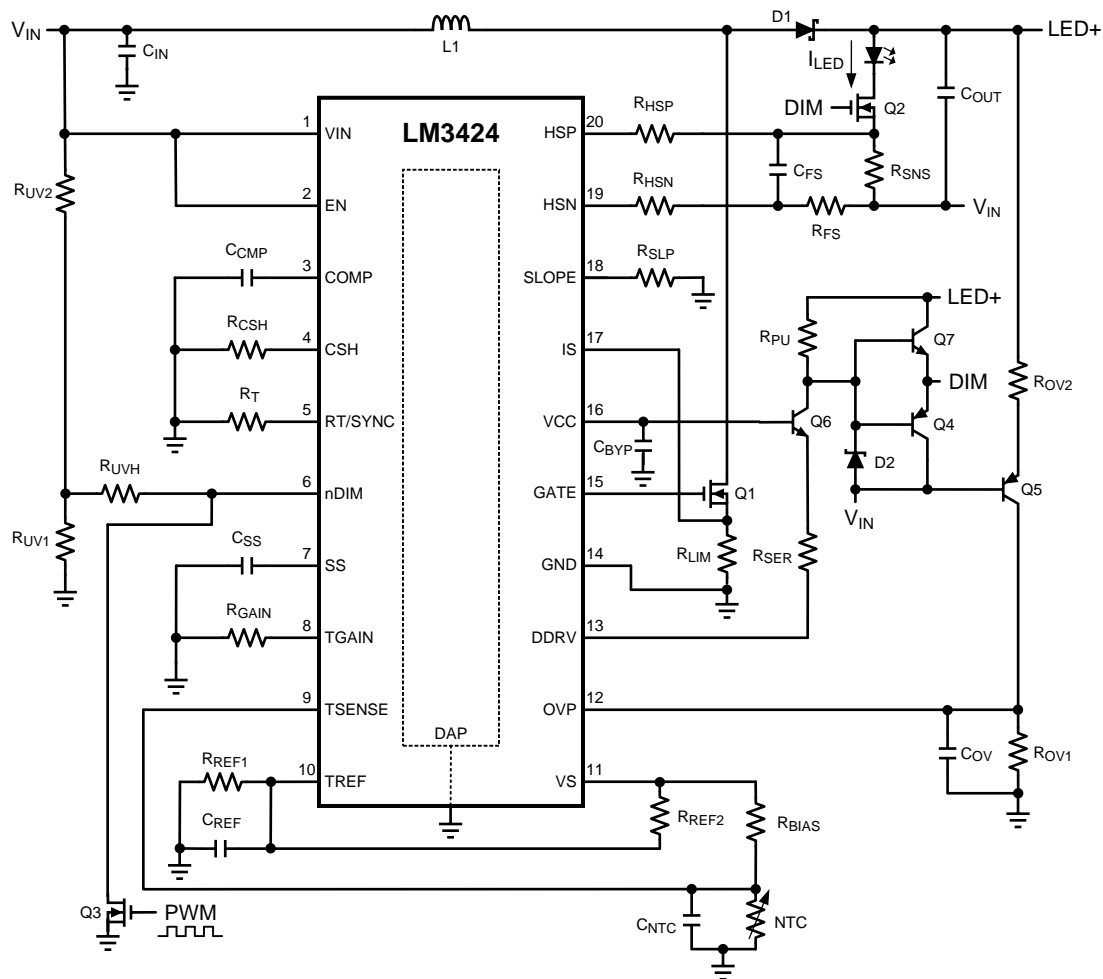 VIN
CIN
L1
D1
LED+
ILED
DIM
Q2
COUT
LM3424
1
VIN
20
HSP
RHSP
CFS
RSNS
RUV2
2
EN
19
HSN
RHSN
RFS
VIN
CCMP
3
COMP
18
SLOPE
RSLP
LED+
RCSH
4
CSH
17
IS
RPU
Q7
DIM
ROV2
RT
5
RT/SYNC
16
VCC
CBYP
Q6
Q4
D2
RUVH
6
nDIM
15
GATE
Q1
VIN
Q5
RUV1
CSS
7
SS
14
GND
RLIM
RSER
RGAIN
8
TGAIN
13
DDRV
9
TSENSE
12
OVP
COV
ROV1
DAP
RREF1
10
TREF
11
VS
CREF
RREF2
RBIAS
Q3
PWM
CNTC
NTC